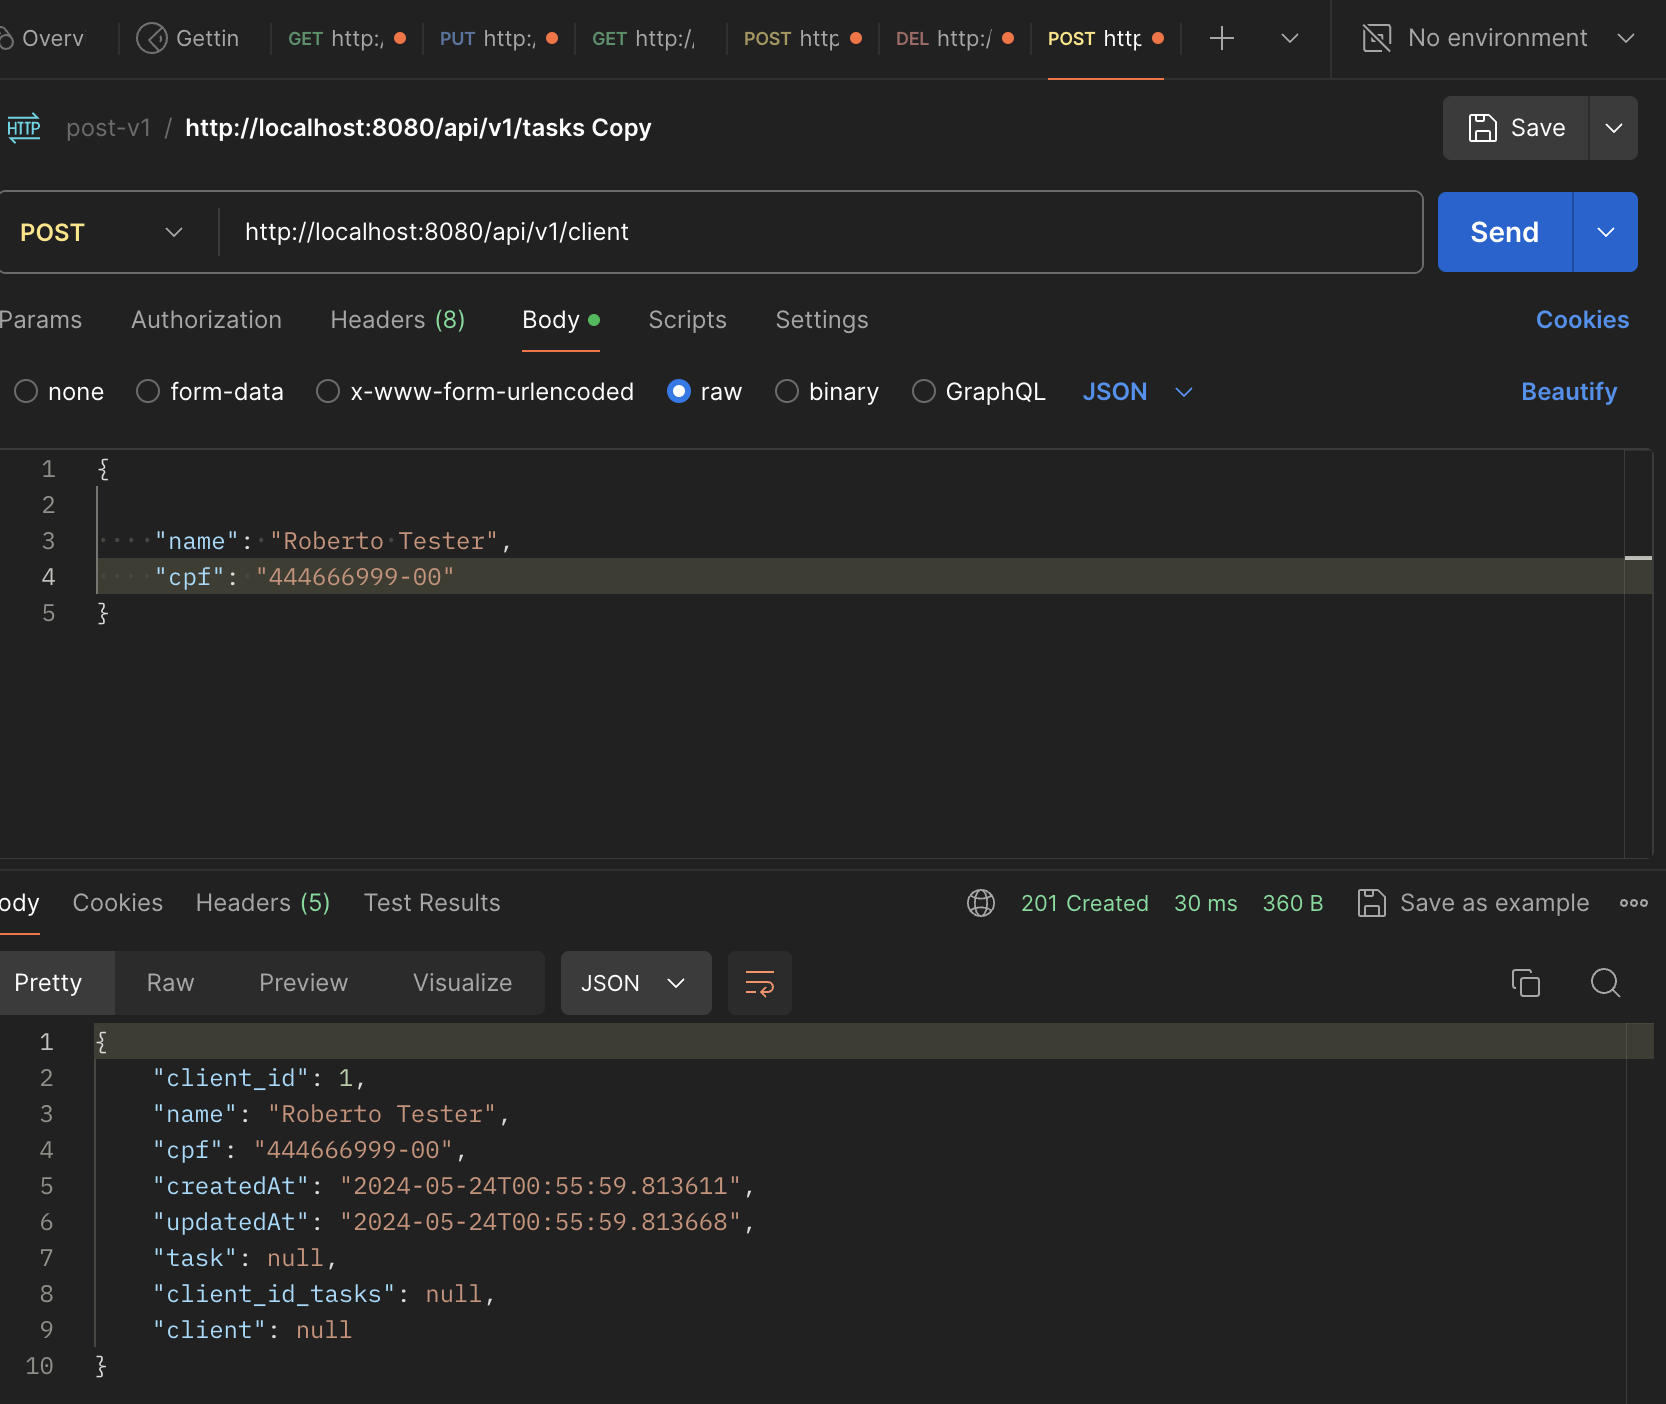 Overv Gettin GET http:/ PUT http:/ GET http:// POST http DEL http:/ POST http No environment
HTTP post-v1 / http://localhost:8080/api/v1/tasks Copy Save
POST http://localhost:8080/api/v1/client Send
Params Authorization Headers (8) Body Scripts Settings Cookies
none form-data x-www-form-urlencoded raw binary GraphQL JSON Beautify
1 {
2
3 "name": "Roberto Tester",
4 "cpf": "444666999-00"
5 }
ody Cookies Headers (5) Test Results 201 Created 30 ms 360 B Save as example
Pretty Raw Preview Visualize JSON
1 {
2 "client_id": 1,
3 "name": "Roberto Tester",
4 "cpf": "444666999-00",
5 "createdAt": "2024-05-24T00:55:59.813611",
6 "updatedAt": "2024-05-24T00:55:59.813668",
7 "task": null,
8 "client_id_tasks": null,
9 "client": null
10 }